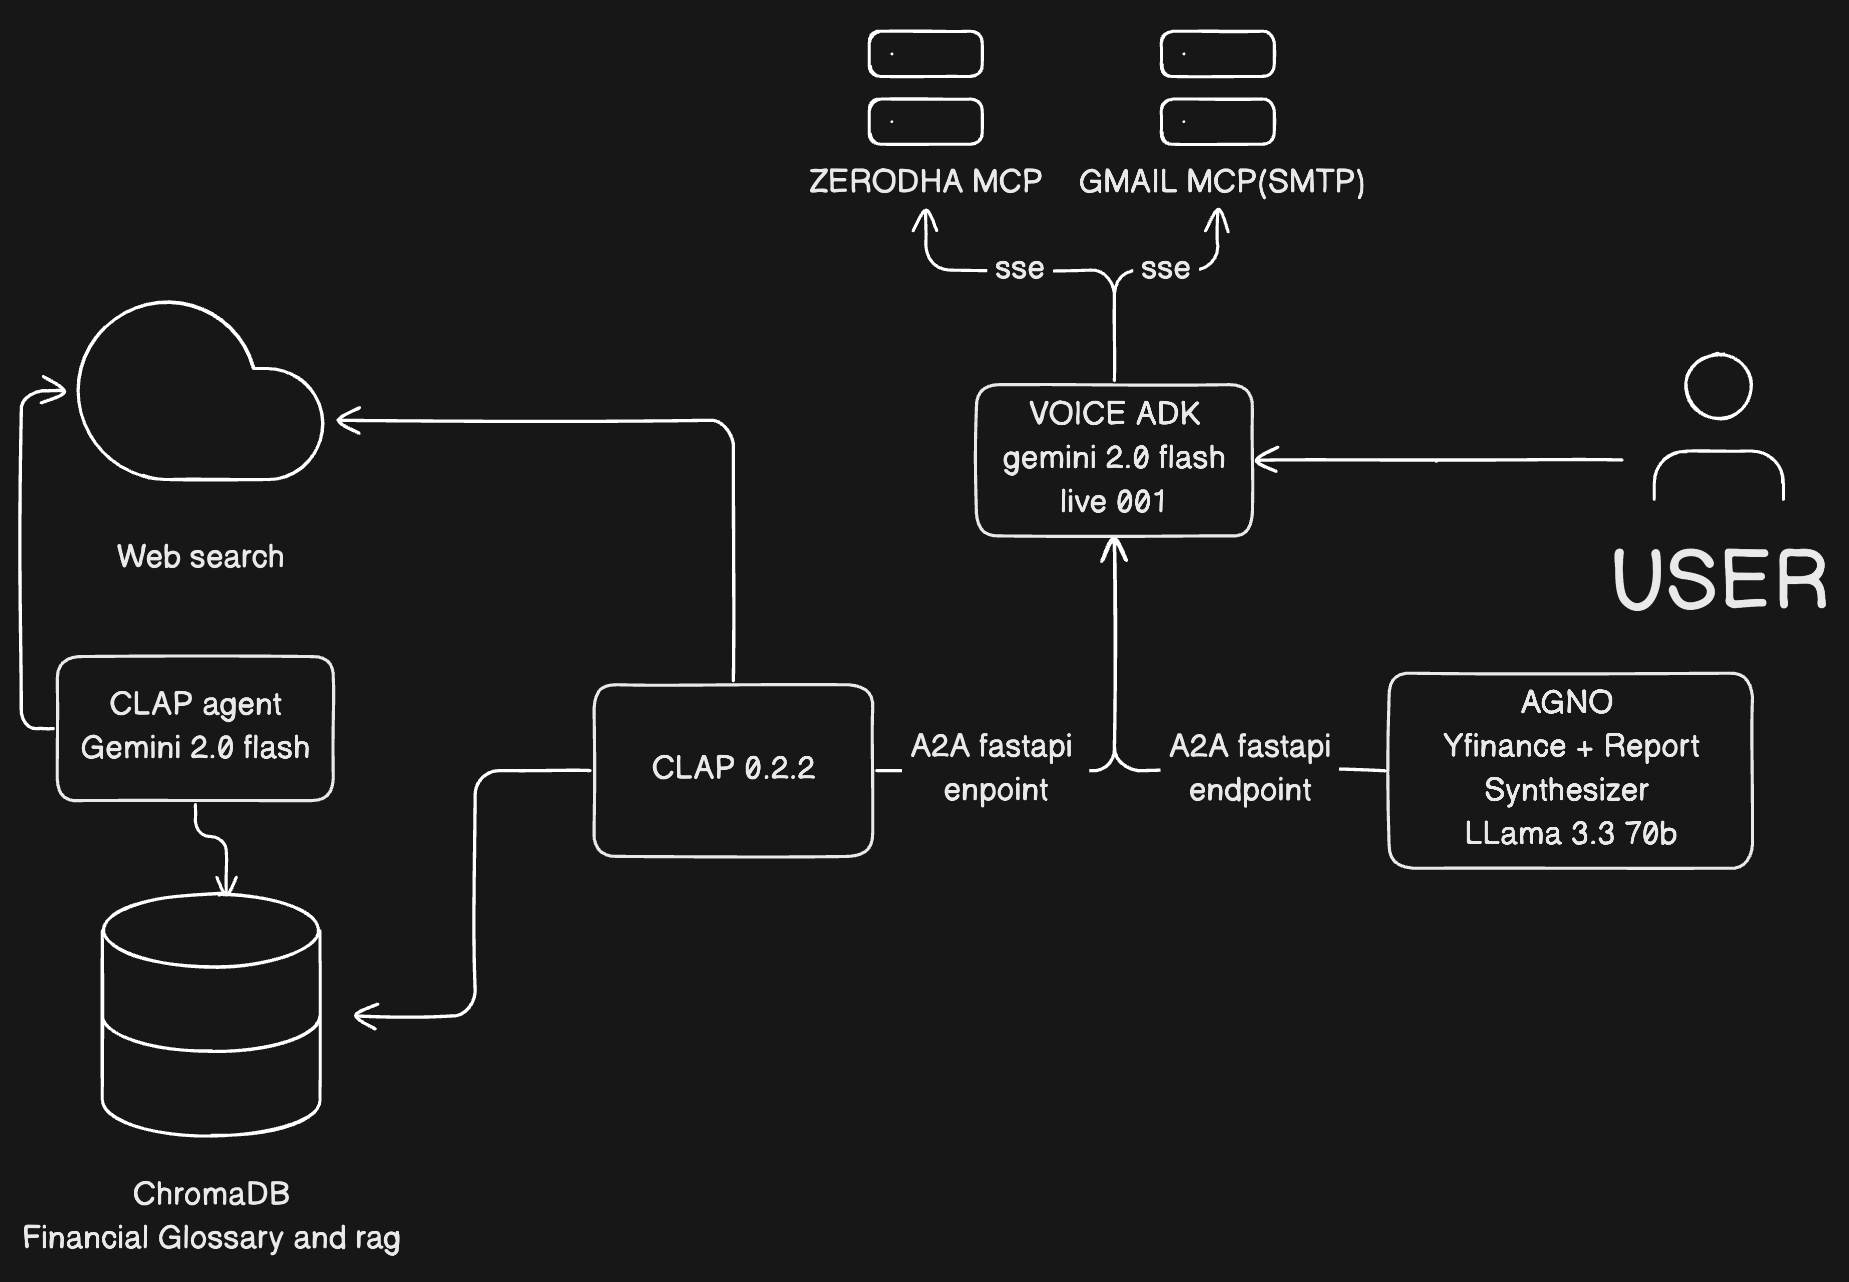 ZERODHA MCP
GMAIL MCP(SMTP)
sse
sse
VOICE ADK
gemini 2.0 flash
live 001
USER
Web search
CLAP agent
Gemini 2.0 flash
CLAP 0.2.2
A2A fastapi
enpoint
A2A fastapi
endpoint
AGNO
Yfinance + Report
Synthesizer
LLama 3.3 70b
ChromaDB
Financial Glossary and rag